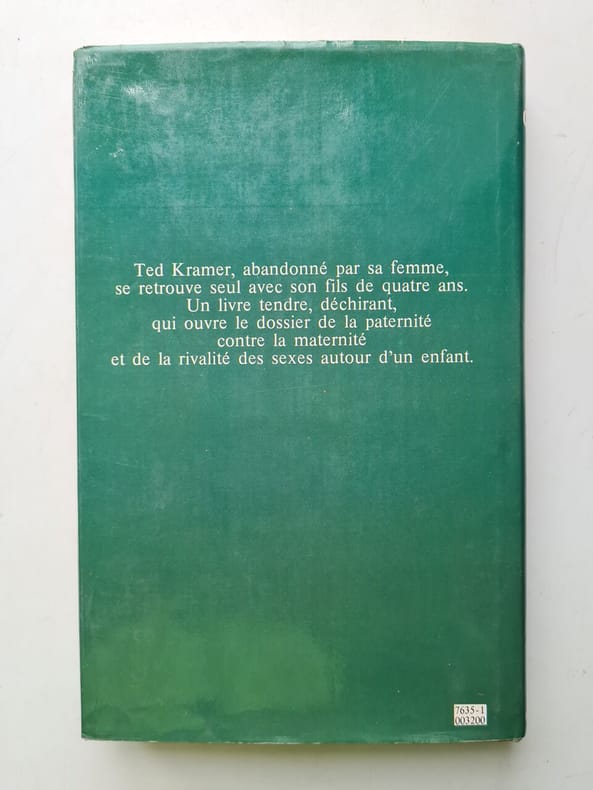 Ted Kramer, abandonné par sa femme,
se retrouve seul avec son fils de quatre ans.
Un livre tendre, déchirant,
qui ouvre le dossier de la paternité
contre la maternité
et de la rivalité des sexes autour d'un enfant.
7635-1
003200